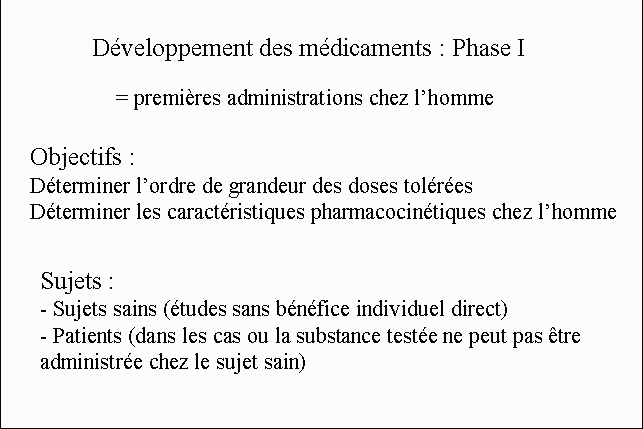 Développement des médicaments : Phase I
= premières administrations chez l’homme
Objectifs :
Déterminer l’ordre de grandeur des doses tolérées
Déterminer les caractéristiques pharmacocinétiques chez l’homme
Sujets :
- Sujets sains (études sans bénéfice individuel direct)
- Patients (dans les cas ou la substance testée ne peut pas être
administrée chez le sujet sain)